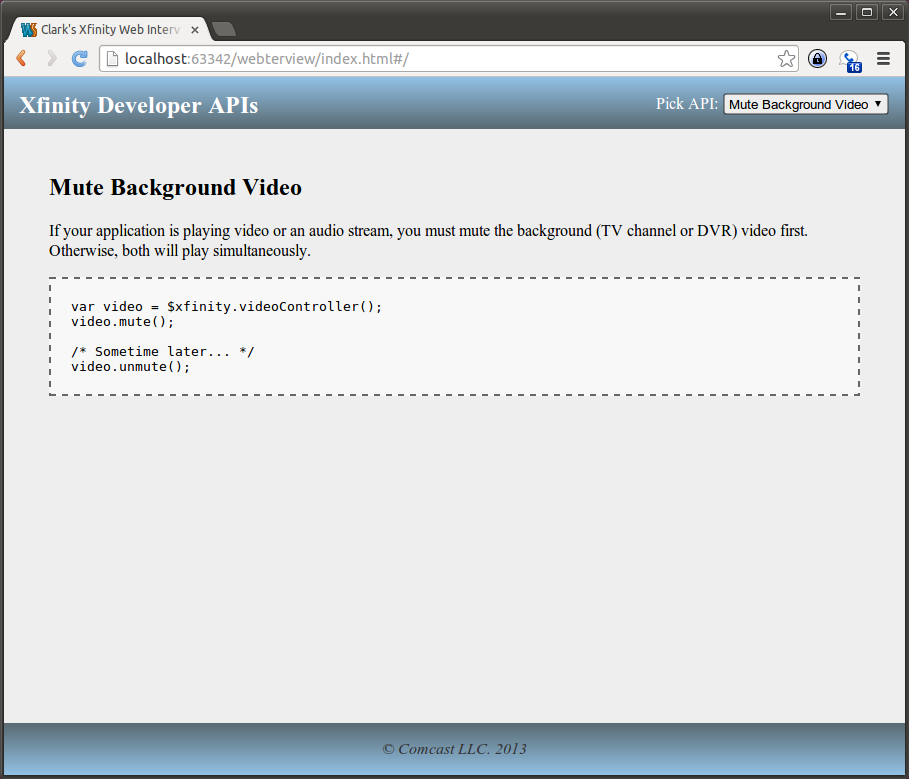 Clark's Xfinity Web Interv
localhost:63342/webterview/index.html#/
16
Xfinity Developer APIs
Pick API: Mute Background Video
Mute Background Video
If your application is playing video or an audio stream, you must mute the background (TV channel or DVR) video first.
Otherwise, both will play simultaneously.
var video = $xfinity.videoController();
video.mute();
/* Sometime later... */
video.unmute();
© Comcast LLC. 2013